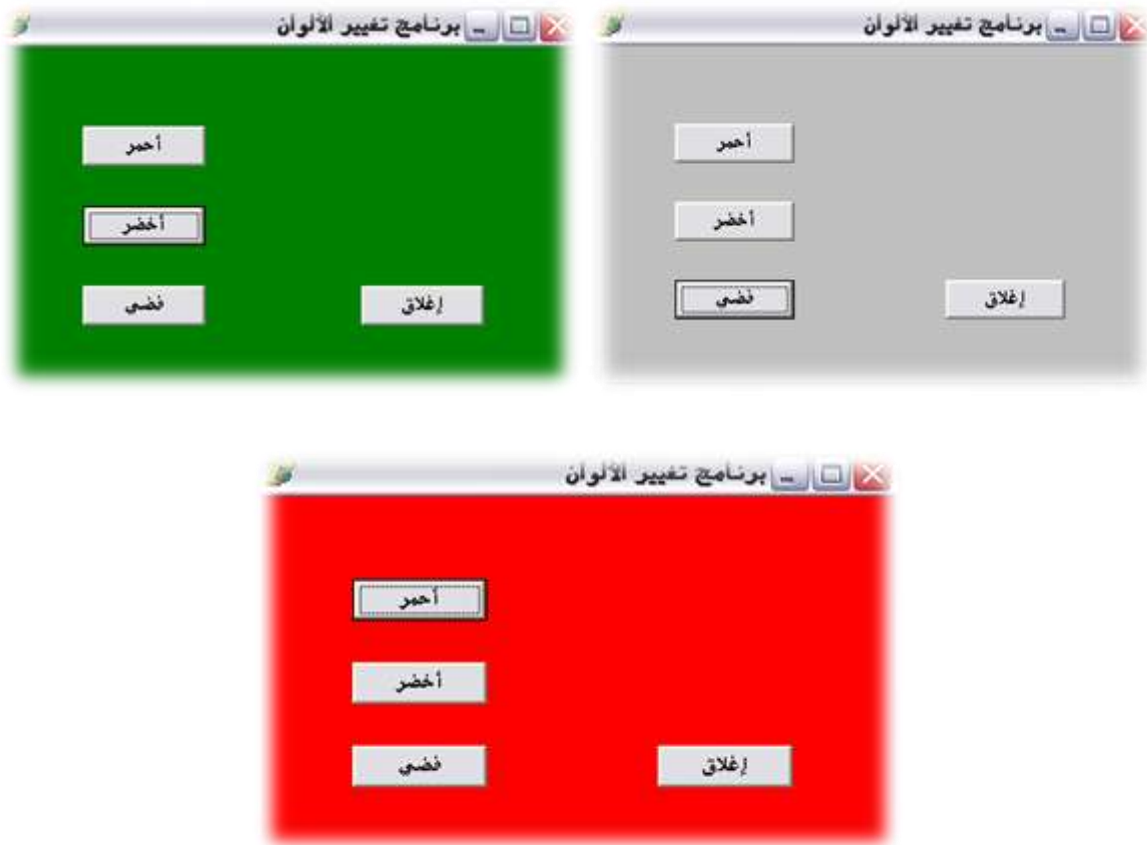 برنامج تغيير الألوان
أحمر
أخضر
فضي
إغلاق
برنامج تغيير الألوان
أحمر
أخضر
فضي
إغلاق
برنامج تغيير الألوان
أحمر
أخضر
فضي
إغلاق